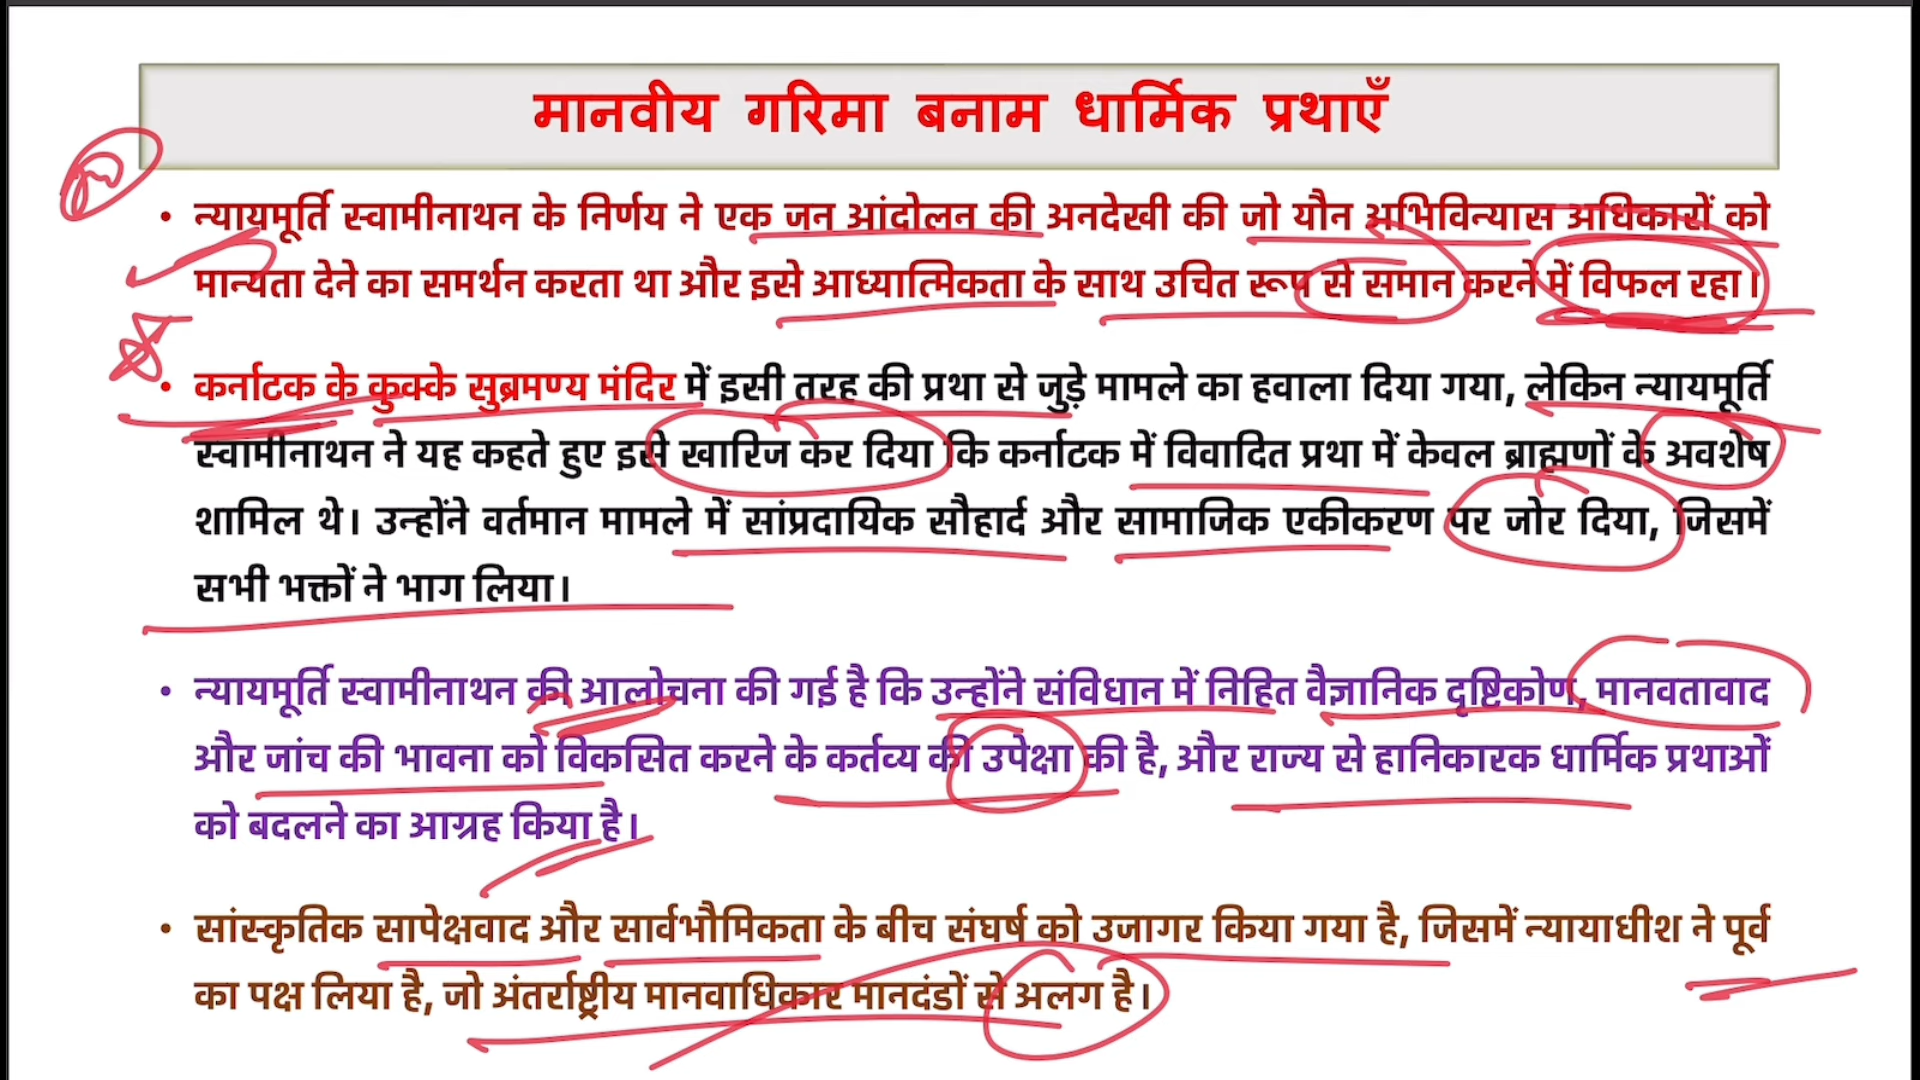 मानवीय गरिमा बनाम धार्मिक प्रथाएँ
• न्यायमूर्ति स्वामीनाथन के निर्णय ने एक जन आंदोलन की अनदेखी की जो यौन अभिविन्यास अधिकारों को
मान्यता देने का समर्थन करता था और इसे आध्यात्मिकता के साथ उचित रूप से समान करने में विफल रहा।
• कर्नाटक के कुक्के सुब्रमण्य मंदिर में इसी तरह की प्रथा से जुड़े मामले का हवाला दिया गया, लेकिन न्यायमूर्ति
स्वामीनाथन ने यह कहते हुए इसे खारिज कर दिया कि कर्नाटक में विवादित प्रथा में केवल ब्राह्मणों के अवशेष
शामिल थे। उन्होंने वर्तमान मामले में सांप्रदायिक सौहार्द और सामाजिक एकीकरण पर जोर दिया, जिसमें
सभी भक्तों ने भाग लिया।
• न्यायमूर्ति स्वामीनाथन की आलोचना की गई है कि उन्होंने संविधान में निहित वैज्ञानिक दृष्टिकोण, मानवतावाद
और जांच की भावना को विकसित करने के कर्तव्य की उपेक्षा की है, और राज्य से हानिकारक धार्मिक प्रथाओं
को बदलने का आग्रह किया है।
• सांस्कृतिक सापेक्षवाद और सार्वभौमिकता के बीच संघर्ष को उजागर किया गया है, जिसमें न्यायाधीश ने पूर्व
का पक्ष लिया है, जो अंतर्राष्ट्रीय मानवाधिकार मानदंडों से अलग है।